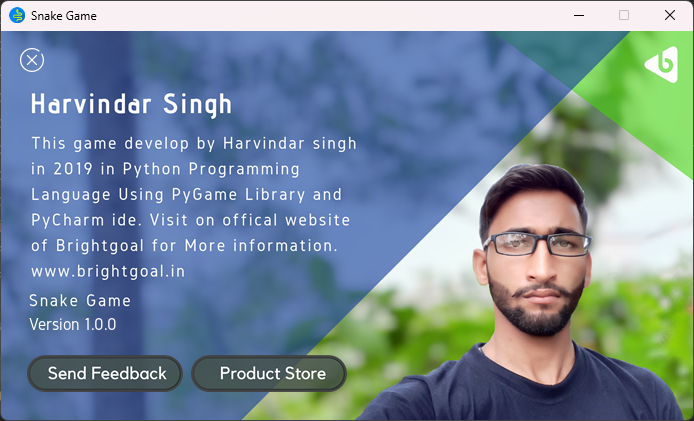 Snake Game
Harvindar Singh
This game develop by Harvindar singh
in 2019 in Python Programming
Language Using PyGame Library and
PyCharm ide. Visit on offical website
of Brightgoal for More information.
www.brightgoal.in
Snake Game
Version 1.0.0
Send Feedback
Product Store